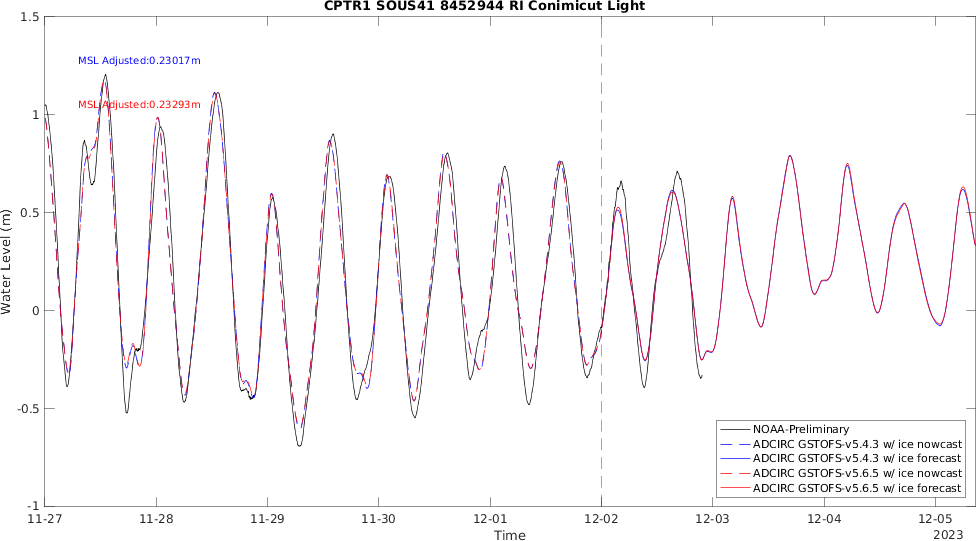 CPTR1 SOUS41 8452944 RI Conimicut Light
1.5
MSL Adjusted:0.23017m
MSL Adjusted:0.23293m
1
0.5
Water Level (m)
0
-0.5
-1
NOAA-Preliminary
ADCIRC GSTOFS-v5.4.3 w/ ice nowcast
ADCIRC GSTOFS-v5.4.3 w/ ice forecast
ADCIRC GSTOFS-v5.6.5 w/ ice nowcast
ADCIRC GSTOFS-v5.6.5 w/ ice forecast
11-27 11-28 11-29 11-30 12-01 12-02 12-03 12-04 12-05
Time
2023